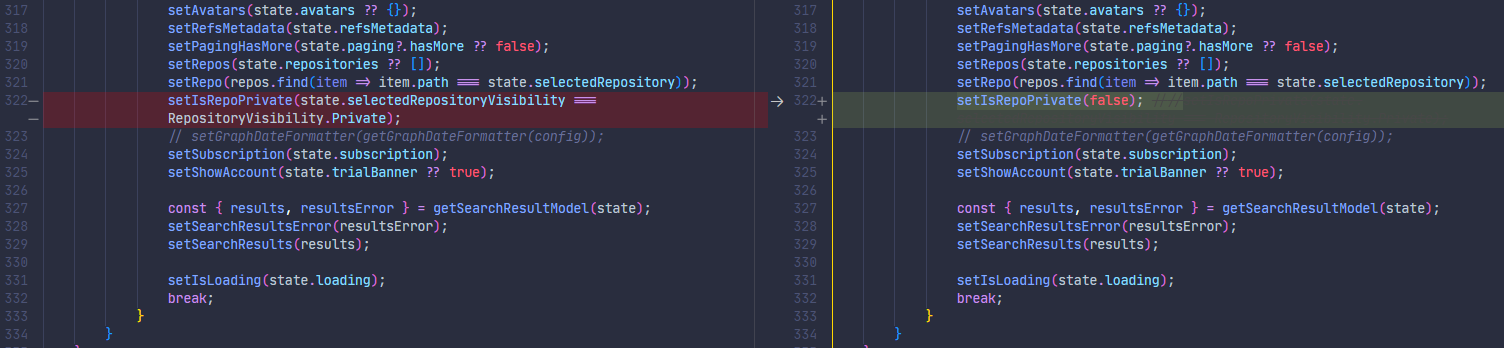 317 setAvatars(state.avatars ?? {});
318 setRefsMetadata(state.refsMetadata);
319 setPagingHasMore(state.paging?.hasMore ?? false);
320 setRepos(state.repositories ?? []);
321 setRepo(repos.find(item => item.path === state.selectedRepository));
322− setIsRepoPrivate(state.selectedRepositoryVisibility ===
− RepositoryVisibility.Private);
323 // setGraphDateFormatter(getGraphDateFormatter(config));
324 setSubscription(state.subscription);
325 setShowAccount(state.trialBanner ?? true);
326
327 const { results, resultsError } = getSearchResultModel(state);
328 setSearchResultsError(resultsError);
329 setSearchResults(results);
330
331 setIsLoading(state.loading);
332 break;
333 }
334 }
317 setAvatars(state.avatars ?? {});
318 setRefsMetadata(state.refsMetadata);
319 setPagingHasMore(state.paging?.hasMore ?? false);
320 setRepos(state.repositories ?? []);
321 setRepo(repos.find(item => item.path === state.selectedRepository));
→ 322+ setIsRepoPrivate(false);
+
323 // setGraphDateFormatter(getGraphDateFormatter(config));
324 setSubscription(state.subscription);
325 setShowAccount(state.trialBanner ?? true);
326
327 const { results, resultsError } = getSearchResultModel(state);
328 setSearchResultsError(resultsError);
329 setSearchResults(results);
330
331 setIsLoading(state.loading);
332 break;
333 }
334 }